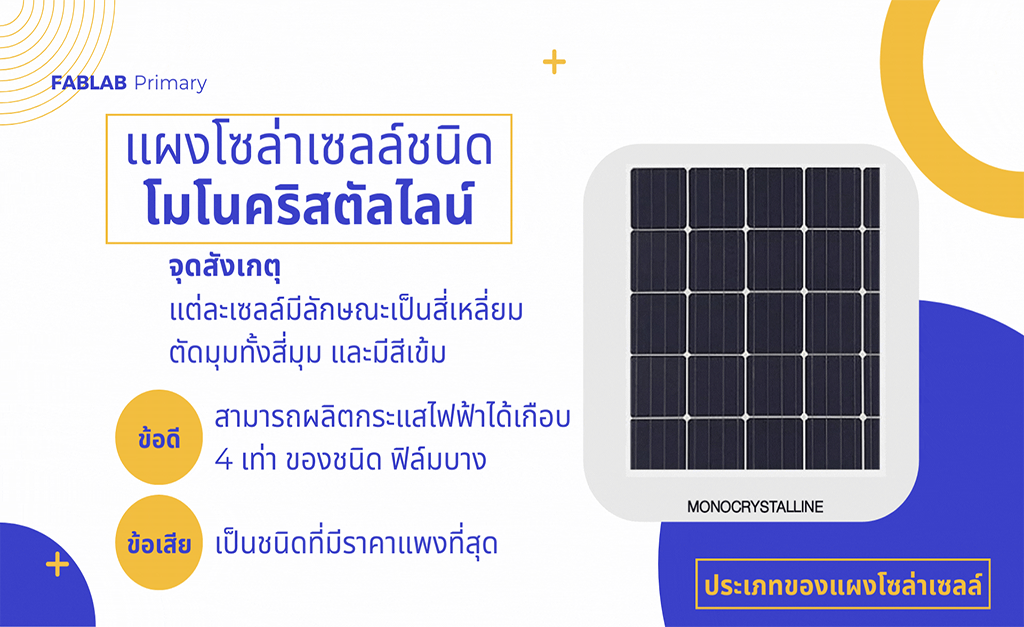 FABLAB Primary
แผงโซล่าเซลล์ชนิด
โมโนคริสตัลไลน์
จุดสังเกตุ
แต่ละเซลล์มีลักษณะเป็นสี่เหลี่ยม
ตัดมุมทั้งสี่มุม และมีสีเข้ม
ข้อดี
สามารถผลิตกระแสไฟฟ้าได้เกือบ
4 เท่า ของชนิด ฟิล์มบาง
ข้อเสีย
เป็นชนิดที่มีราคาแพงที่สุด
MONOCRYSTALLINE
ประเภทของแผงโซล่าเซลล์